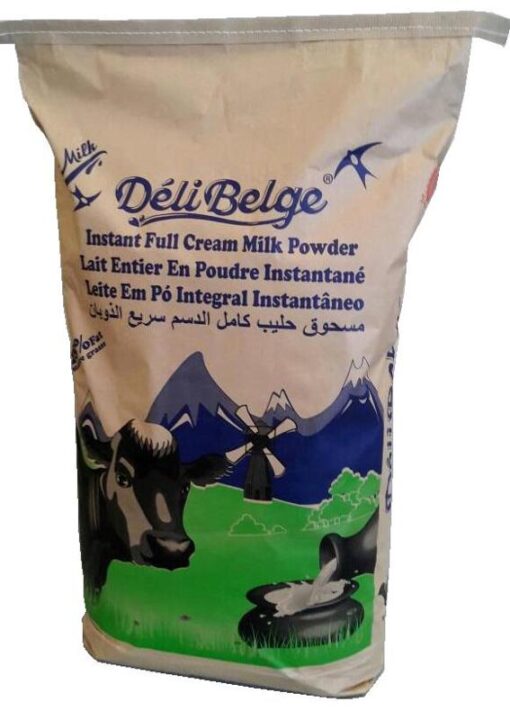 Milk
DéliBelge®
Instant Full Cream Milk Powder
Lait Entier En Poudre Instantané
Leite Em Pó Integral Instantâneo
مسحوق حليب كامل الدسم سريع الذوبان
%Fat